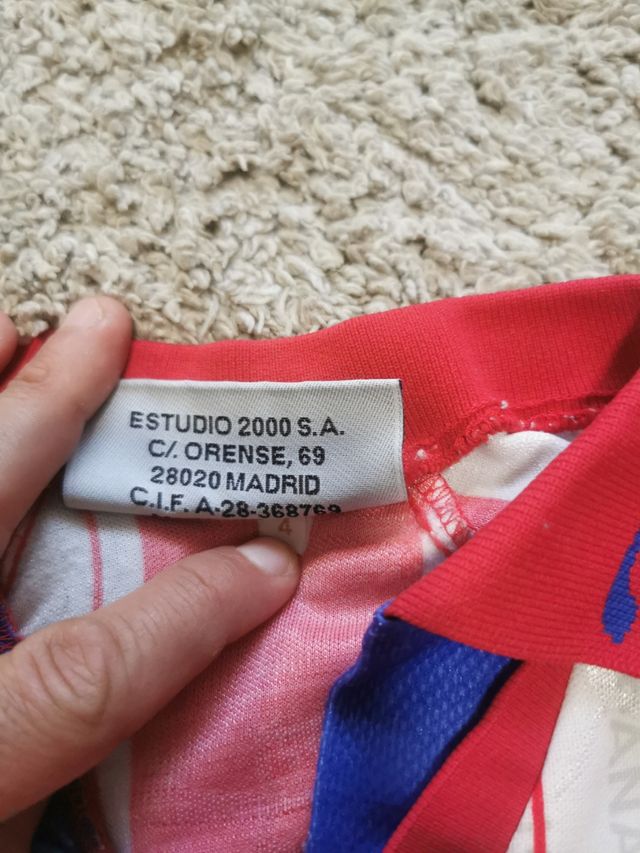 ESTUDIO 2000 S.A.
C/. ORENSE, 69
28020 MADRID
C.I.F. A-28-368769
4